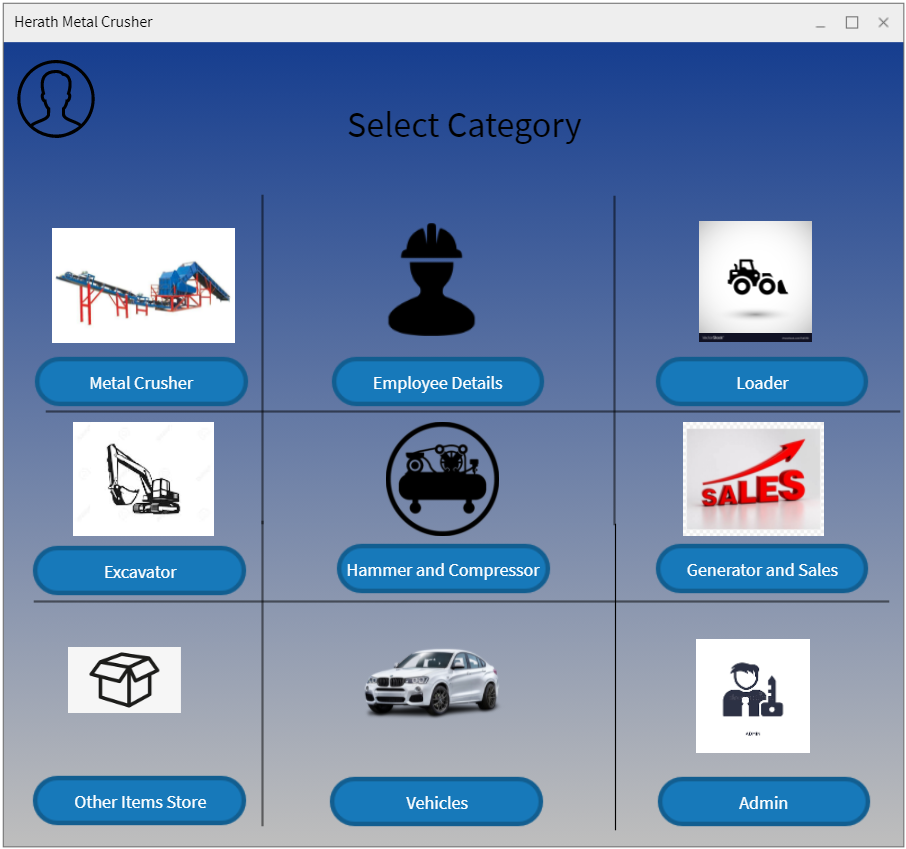 Herath Metal Crusher
Select Category
Metal Crusher
Employee Details
Loader
SALES
Excavator
Hammer and Compressor
Generator and Sales
ADMIN
Other Items Store
Vehicles
Admin